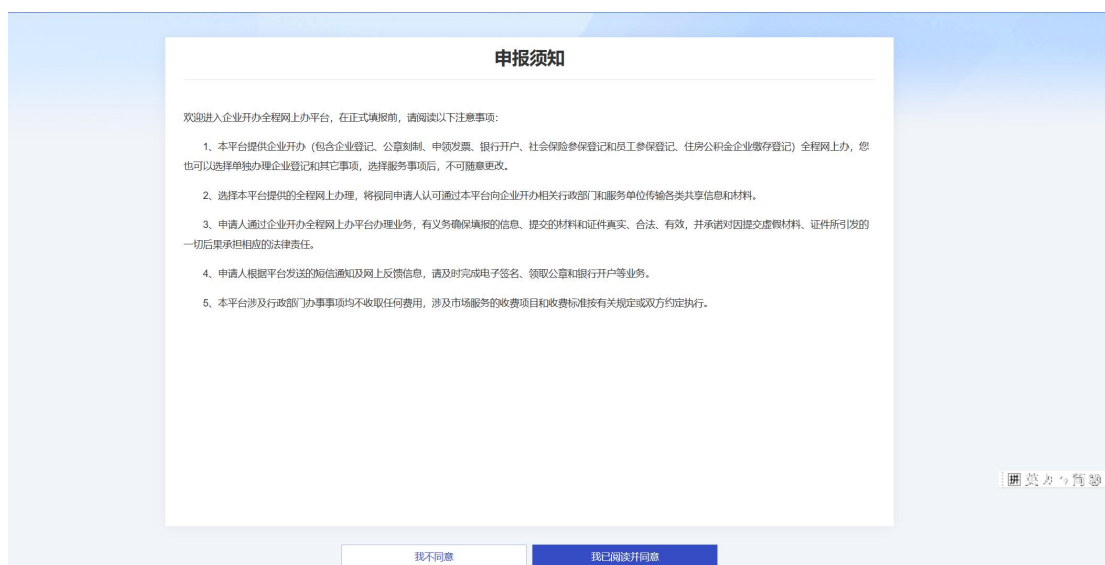 申报须知
欢迎进入企业开办全程网上办平台，在正式填报前，请阅读以下注意事项：
1、本平台提供企业开办（包含企业登记、公章刻制、申领发票、银行开户、社会保险参保登记和员工参保登记、住房公积金企业缴存登记）全程网上办，您
也可以选择单独办理企业登记和其它事项，选择服务事项后，不可随意更改。
2、选择本平台提供的全程网上办理，将视同申请人认可通过本平台向企业开办相关行政部门和服务单位传输各类共享信息和材料。
3、申请人通过企业开办全程网上办平台办理业务，有义务确保填报的信息、提交的材料和证件真实、合法、有效，并承诺对因提交虚假材料、证件所引发的
一切后果承担相应的法律责任。
4、申请人根据平台发送的短信通知及网上反馈信息，请及时完成电子签名、领取公章和银行开户等业务。
5、本平台涉及行政部门办事事项均不收取任何费用，涉及市场服务的收费项目和收费标准按有关规定或双方约定执行。
拼 英 简
我不同意 我已阅读并同意